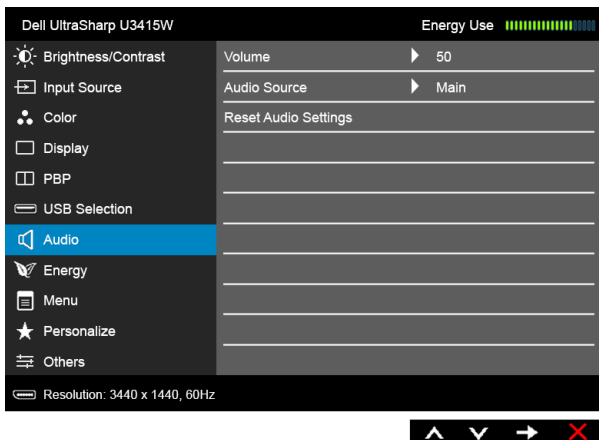 Dell UltraSharp U3415W Energy Use
Brightness/Contrast Volume 50
Input Source Audio Source Main
Color Reset Audio Settings
Display
PBP
USB Selection
Audio
Energy
Menu
Personalize
Others
Resolution: 3440 x 1440, 60Hz